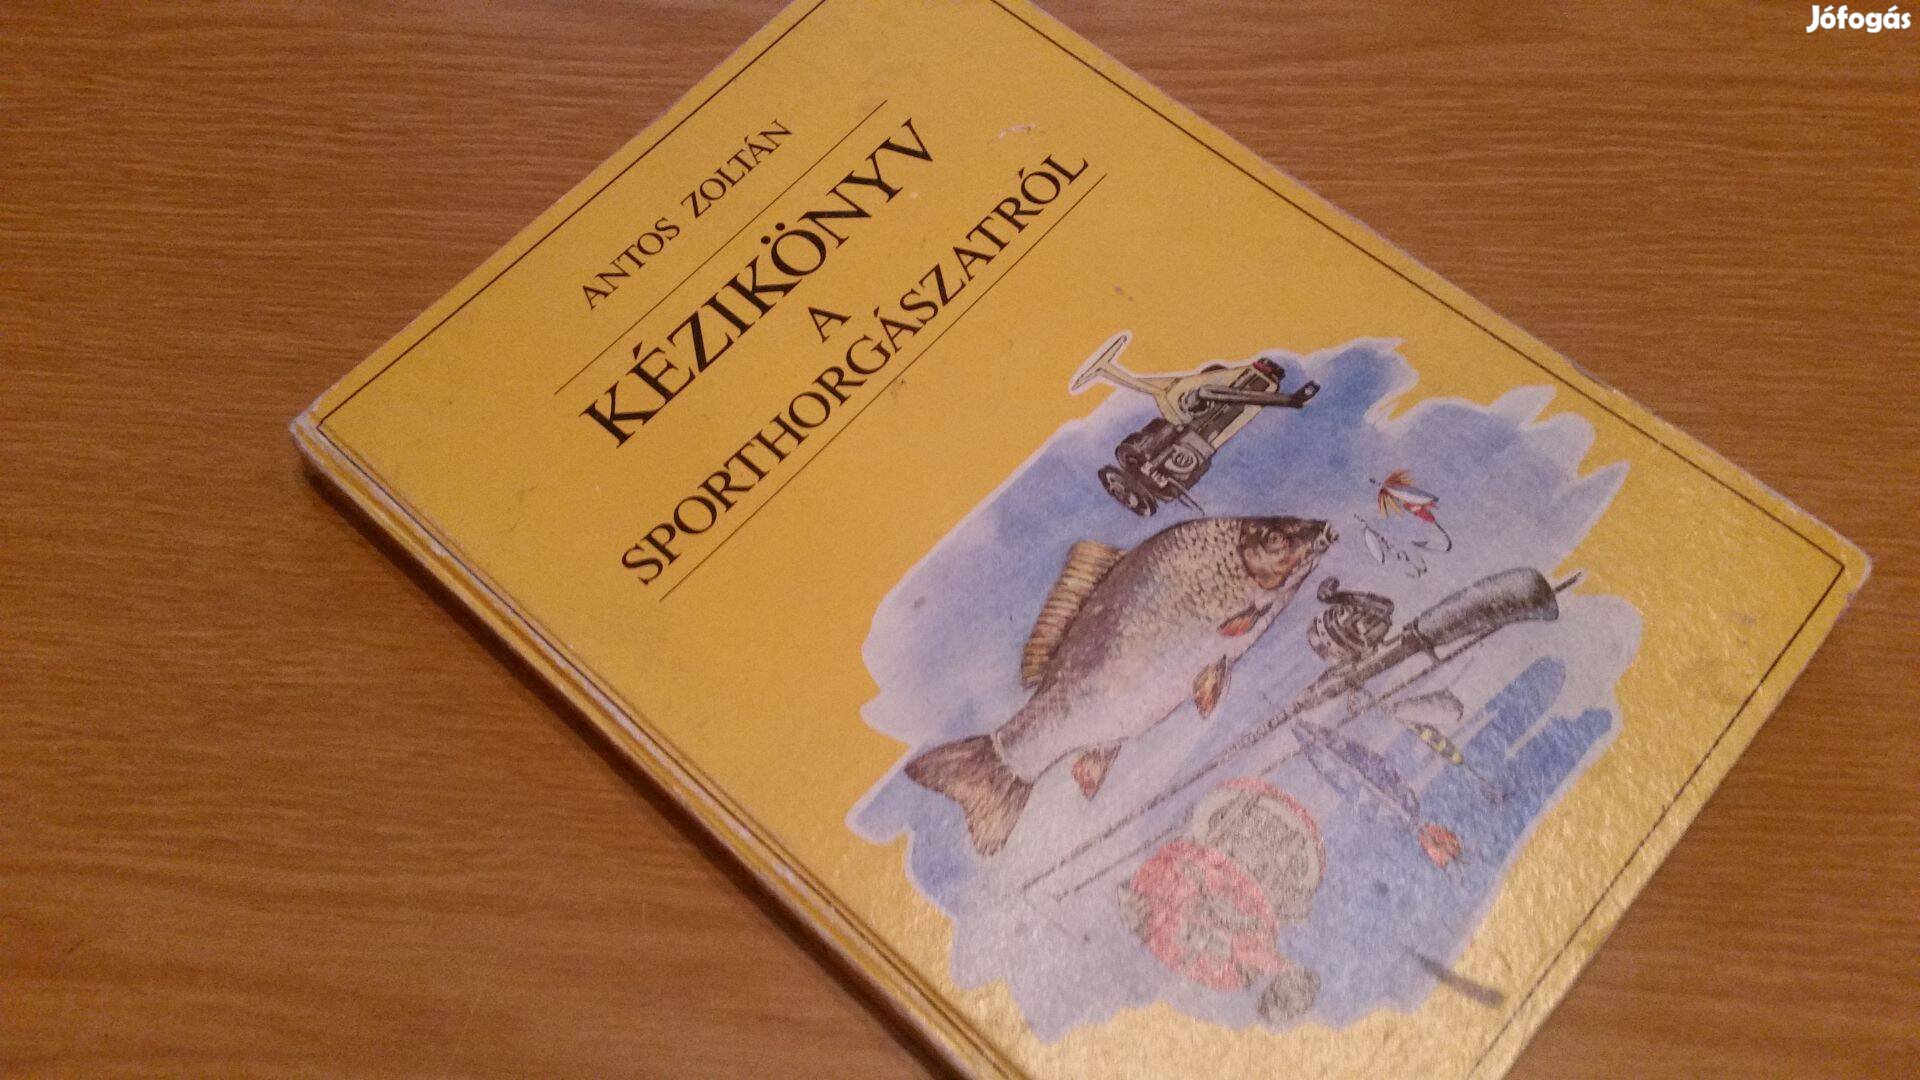 Jófogás
ANTOS ZOLTÁN
KÉZIKÖNYV
A
SPORTHORGÁSZATRÓL